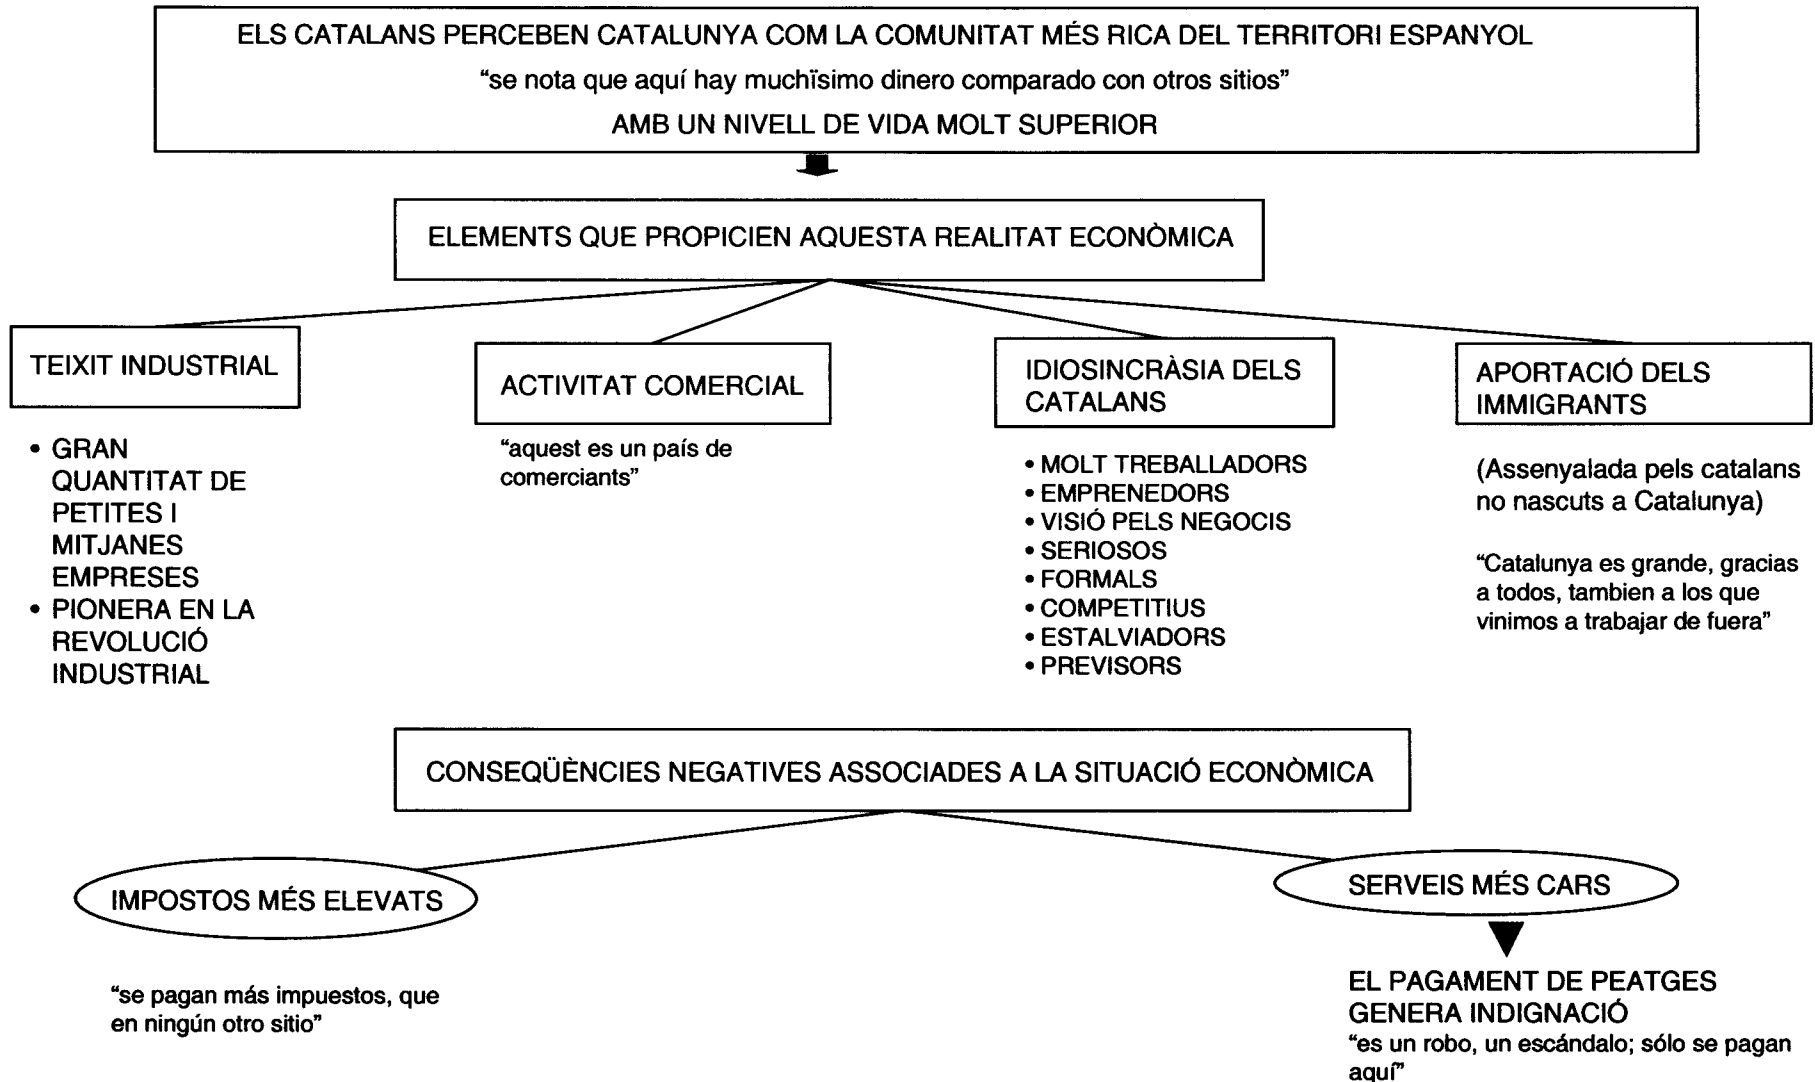 ELS CATALANS PERCEBEN CATALUNYA COM LA COMUNITAT MÉS RICA DEL TERRITORI ESPANYOL
“se nota que aquí hay muchïsimo dinero comparado con otros sitios”
AMB UN NIVELL DE VIDA MOLT SUPERIOR
ELEMENTS QUE PROPICIEN AQUESTA REALITAT ECONÒMICA
TEIXIT INDUSTRIAL
• GRAN
QUANTITAT DE
PETITES I
MITJANES
EMPRESES
• PIONERA EN LA
REVOLUCIÓ
INDUSTRIAL
ACTIVITAT COMERCIAL
“aquest es un país de
comerciants”
IDIOSINCRÀSIA DELS
CATALANS
• MOLT TREBALLADORS
• EMPRENEDORS
• VISIÓ PELS NEGOCIS
• SERIOSOS
• FORMALS
• COMPETITIUS
• ESTALVIADORS
• PREVISORS
APORTACIÓ DELS
IMMIGRANTS
(Assenyalada pels catalans
no nascuts a Catalunya)
“Catalunya es grande, gracias
a todos, tambien a los que
vinimos a trabajar de fuera”
CONSEQÜÈNCIES NEGATIVES ASSOCIADES A LA SITUACIÓ ECONÒMICA
IMPOSTOS MÉS ELEVATS
“se pagan más impuestos, que
en ningún otro sitio”
SERVEIS MÉS CARS
EL PAGAMENT DE PEATGES
GENERA INDIGNACIÓ
“es un robo, un escándalo; sólo se pagan
aquí”